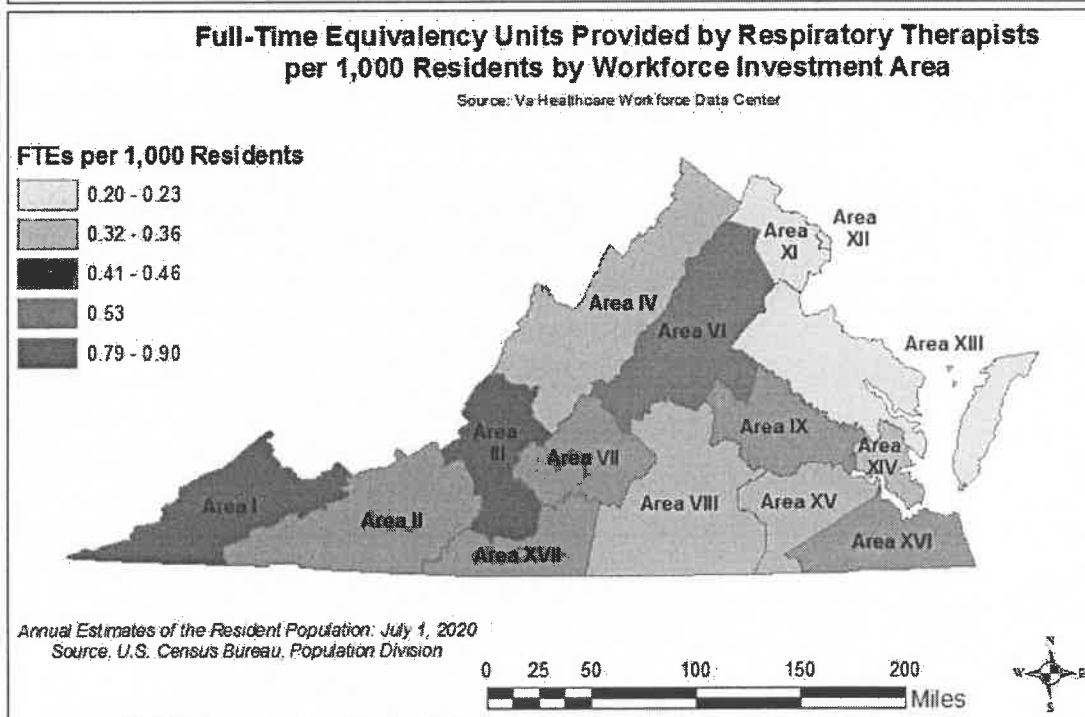 Full-Time Equivalency Units Provided by Respiratory Therapists
per 1,000 Residents by Workforce Investment Area
Source: Va Healthcare Workforce Data Center
FTEs per 1,000 Residents
0.20 - 0.23
0.32 - 0.36
0.41 - 0.46
0.53
0.79 - 0.90
Area
XI
Area
XII
Area IV
Area VI
Area XIII
Area
III
Area IX
Area VII
Area
XIV
Area I
Area II
Area VIII
Area XV
Area XVII
Area XVI
Annual Estimates of the Resident Population: July 1, 2020
Source, U.S. Census Bureau, Population Division
0 25 50 100 150 200
Miles
N
W E
S